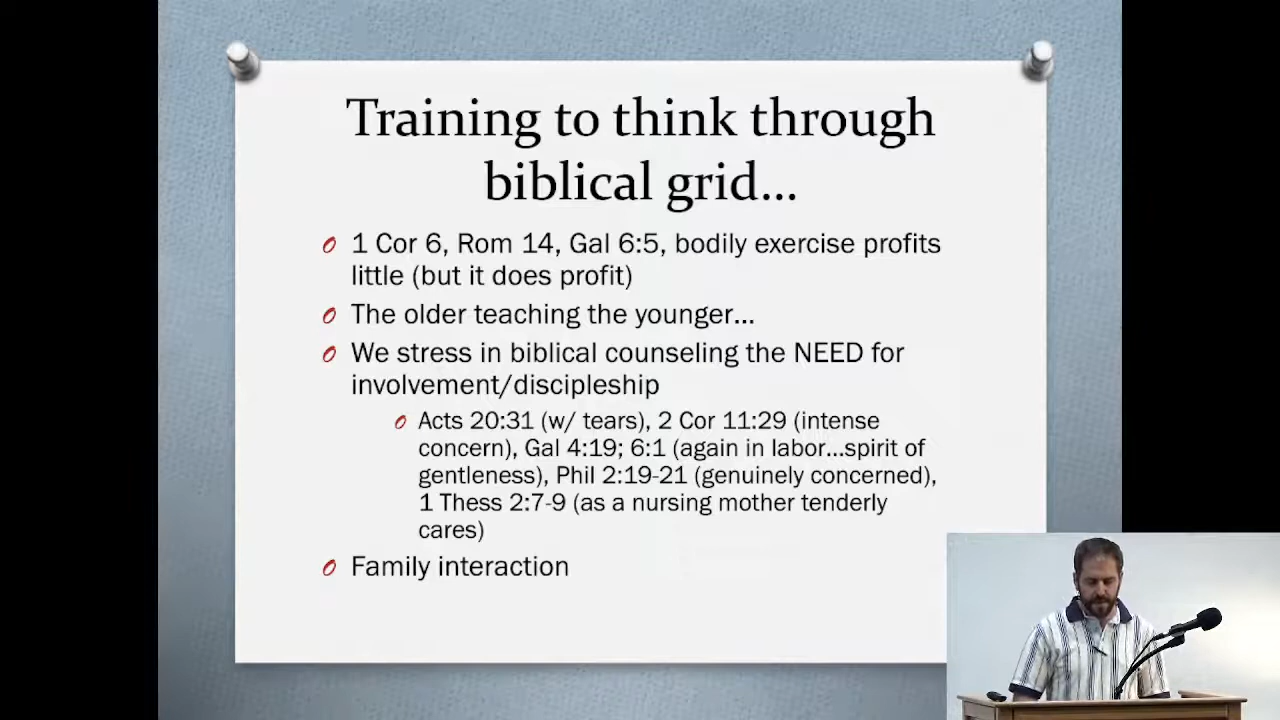 Training to think through
biblical grid...
1 Cor 6, Rom 14, Gal 6:5, bodily exercise profits
little (but it does profit)
The older teaching the younger...
We stress in biblical counseling the NEED for
involvement/discipleship
Acts 20:31 (w/ tears), 2 Cor 11:29 (intense
concern), Gal 4:19; 6:1 (again in labor...spirit of
gentleness), Phil 2:19-21 (genuinely concerned),
1 Thess 2:7-9 (as a nursing mother tenderly
cares)
Family interaction